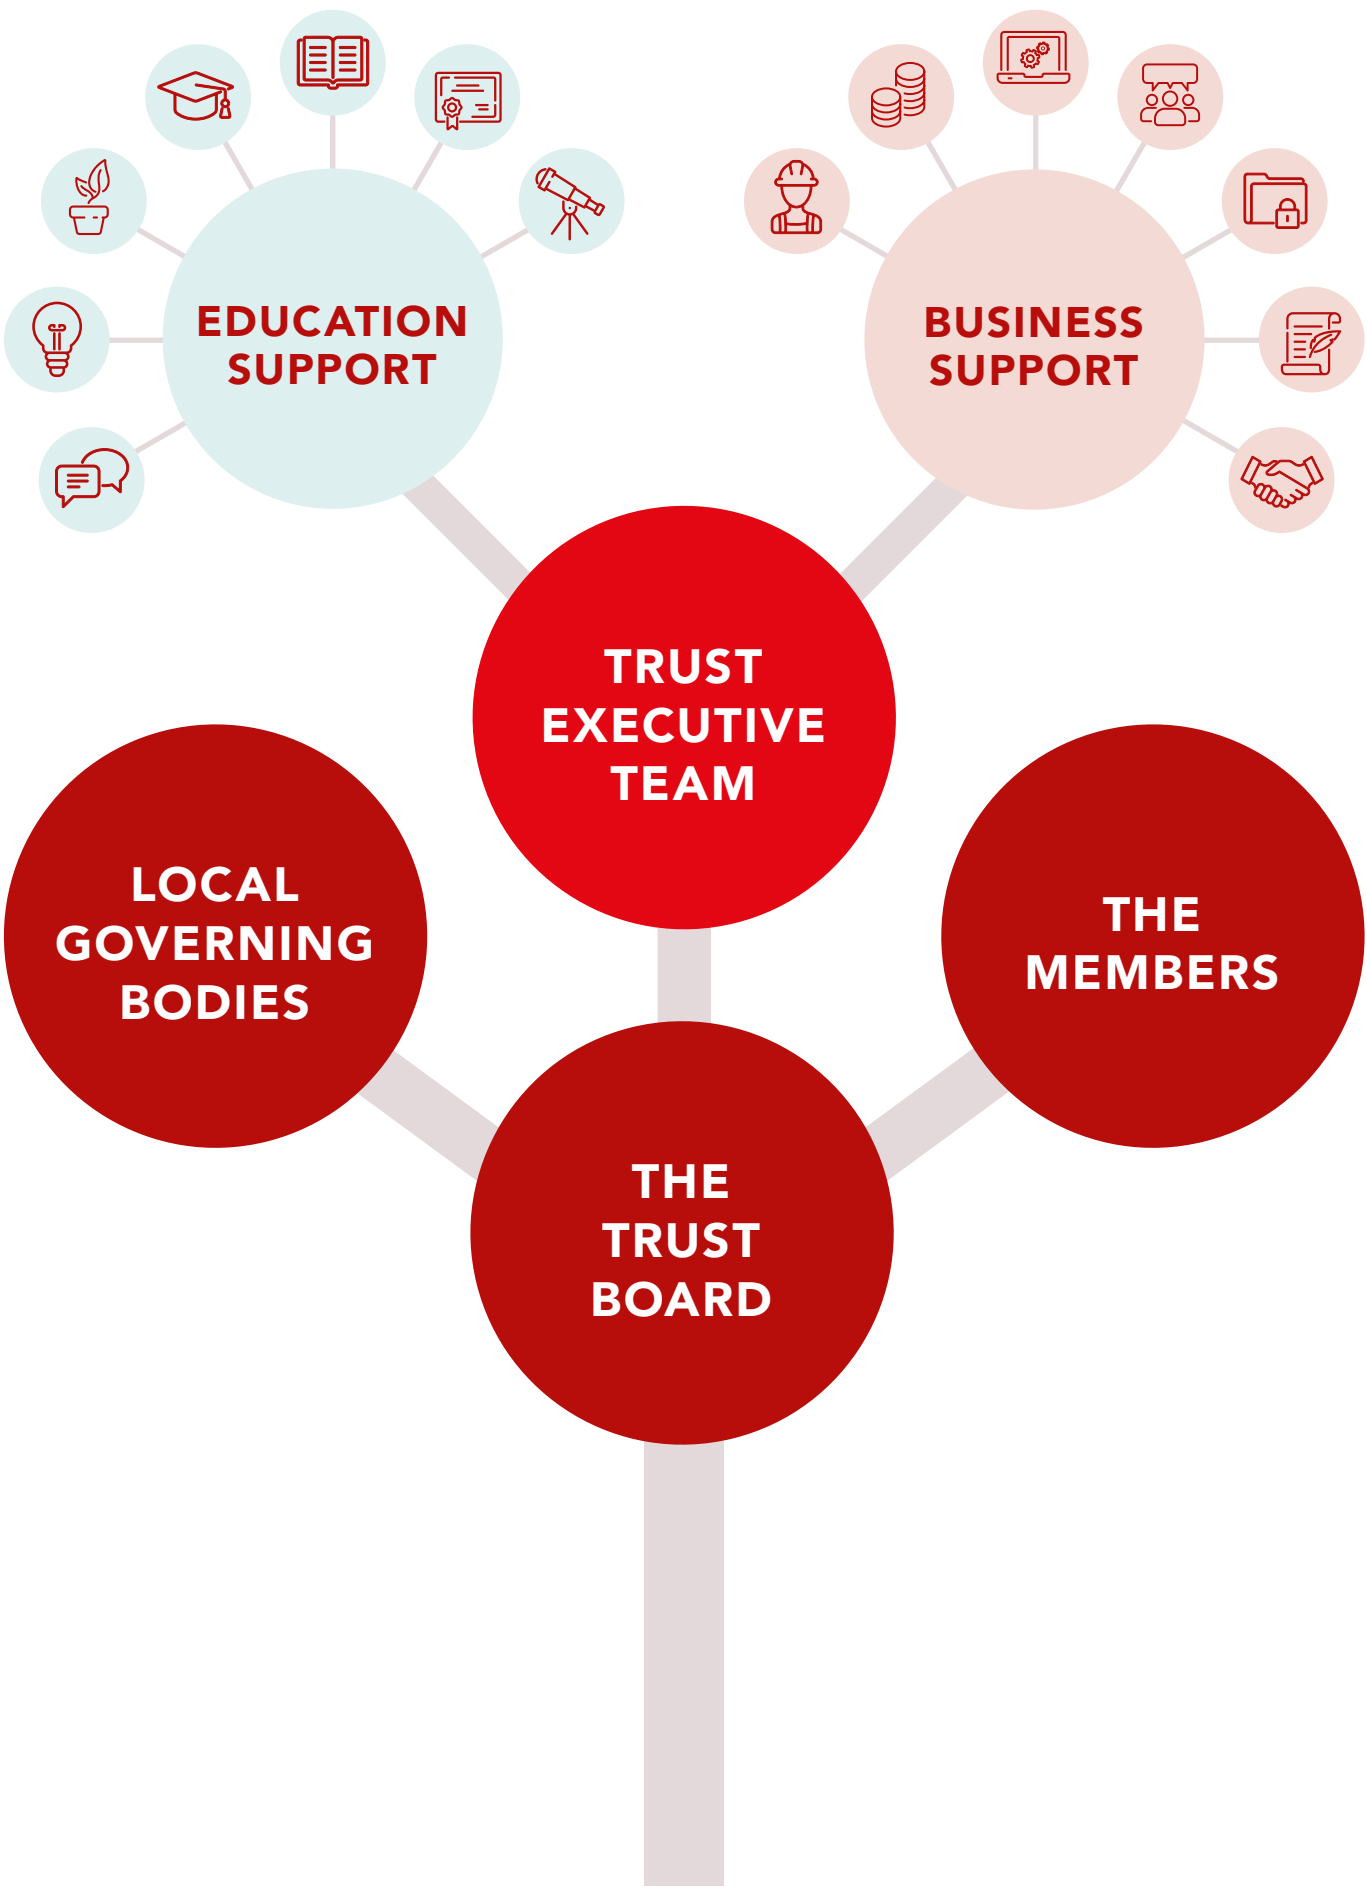 EDUCATION
SUPPORT
BUSINESS
SUPPORT
TRUST
EXECUTIVE
TEAM
LOCAL
GOVERNING
BODIES
THE
MEMBERS
THE
TRUST
BOARD